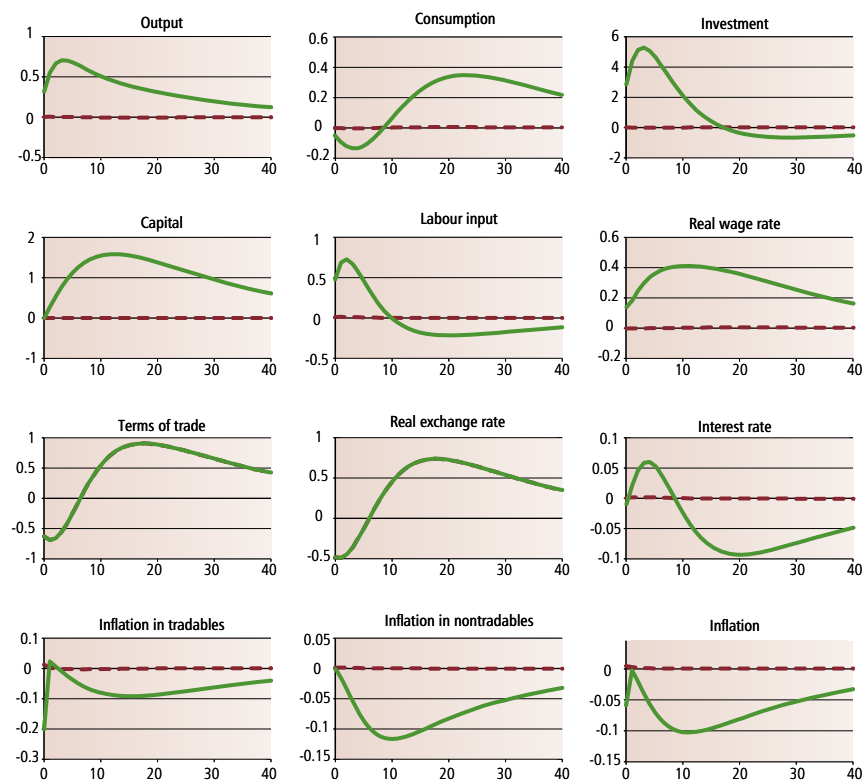 Output
1
0.5
0
-0.5
0 10 20 30 40
Consumption
0.6
0.4
0.2
0
-0.2
0 10 20 30 40
Investment
6
4
2
0
-2
0 10 20 30 40
Capital
2
1
0
-1
0 10 20 30 40
Labour input
1
0.5
0
-0.5
0 10 20 30 40
Real wage rate
0.6
0.4
0.2
0
-0.2
0 10 20 30 40
Terms of trade
1
0.5
0
-0.5
-1
0 10 20 30 40
Real exchange rate
1
0.5
0
-0.5
0 10 20 30 40
Interest rate
0.1
0.05
0
-0.05
-0.1
0 10 20 30 40
Inflation in tradables
0.1
0
-0.1
-0.2
-0.3
0 10 20 30 40
Inflation in nontradables
0.05
0
-0.05
-0.1
-0.15
0 10 20 30 40
Inflation
0
-0.05
-0.1
-0.15
0 10 20 30 40